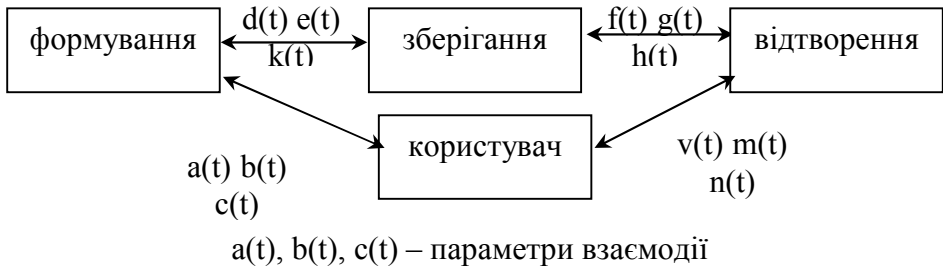 формування
d(t) e(t)
k(t)
зберігання
f(t) g(t)
h(t)
відтворення
користувач
a(t) b(t)
c(t)
v(t) m(t)
n(t)
a(t), b(t), c(t) – параметри взаємодії